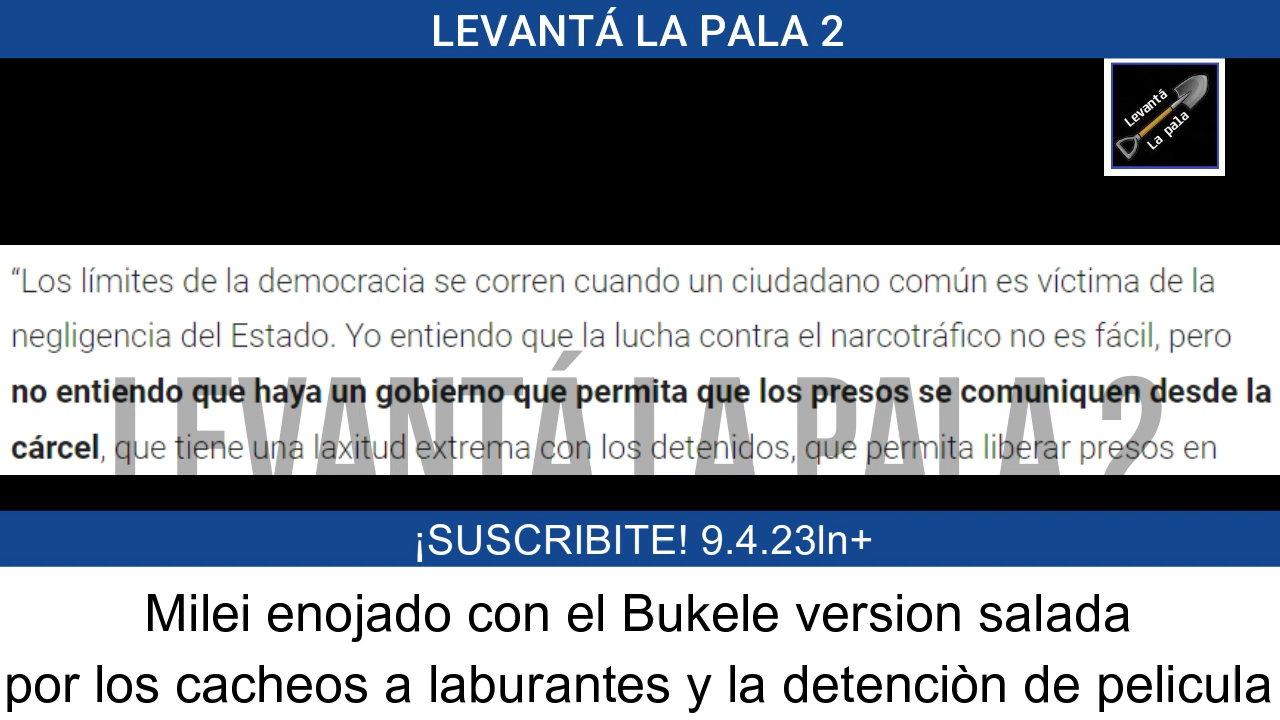 LEVANTÁ LA PALA 2
Levantá
La pala
“Los límites de la democracia se corren cuando un ciudadano común es víctima de la
negligencia del Estado. Yo entiendo que la lucha contra el narcotráfico no es fácil, pero
no entiendo que haya un gobierno que permita que los presos se comuniquen desde la
cárcel, que tiene una laxitud extrema con los detenidos, que permita liberar presos en
LEVANTÁ LA PALA 2
¡SUSCRIBITE! 9.4.23ln+
Milei enojado con el Bukele version salada
por los cacheos a laburantes y la detenciòn de pelicula